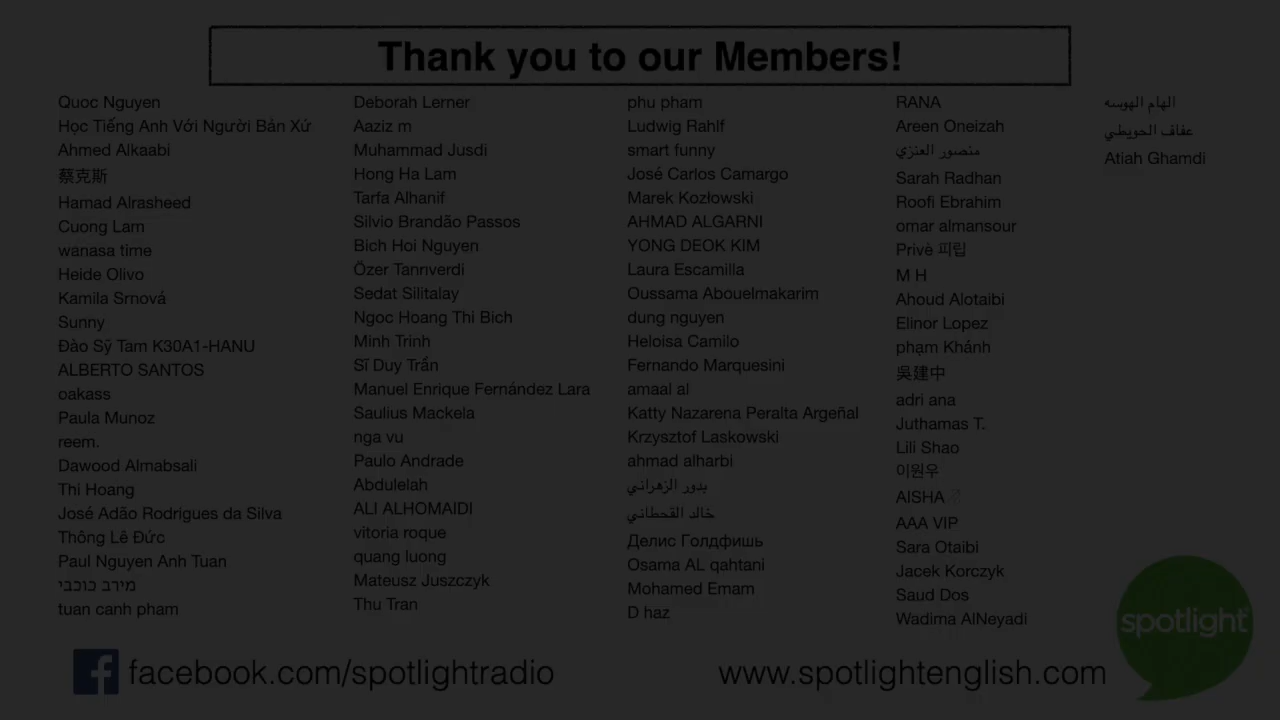 Thank you to our Members!
Quoc Nguyen
Học Tiếng Anh Với Người Bản Xứ
Ahmed Alkaabi
蔡克斯
Hamad Alrasheed
Cuong Lam
wanasa time
Heide Olivo
Kamila Srnová
Sunny
Đào Sỹ Tam K30A1-HANU
ALBERTO SANTOS
oakass
Paula Munoz
reem.
Dawood Almabsali
Thi Hoang
José Adão Rodrigues da Silva
Thông Lê Đức
Paul Nguyen Anh Tuan
מירב כוכבי
tuan canh pham
Deborah Lerner
Aaziz m
Muhammad Jusdi
Hong Ha Lam
Tarfa Alhanif
Silvio Brandão Passos
Bich Hoi Nguyen
Özer Tanrıverdi
Sedat Silitalay
Ngoc Hoang Thi Bich
Minh Trinh
Sĩ Duy Trần
Manuel Enrique Fernández Lara
Saulius Mackela
nga vu
Paulo Andrade
Abdulelah
ALI ALHOMAIDI
vitoria roque
quang luong
Mateusz Juszczyk
Thu Tran
phu pham
Ludwig Rahlf
smart funny
José Carlos Camargo
Marek Kozłowski
AHMAD ALGARNI
YONG DEOK KIM
Laura Escamilla
Oussama Abouelmakarim
dung nguyen
Heloisa Camilo
Fernando Marquesini
amaal al
Katty Nazarena Peralta Argeñal
Krzysztof Laskowski
ahmad alharbi
بدور الزهراني
خالد القحطاني
Делис Голдфишь
Osama AL qahtani
Mohamed Emam
D haz
RANA
Areen Oneizah
منصور العنزي
Sarah Radhan
Roofi Ebrahim
omar almansour
Privè 피립
M H
Ahoud Alotaibi
Elinor Lopez
phạm Khánh
吳建中
adri ana
Juthamas T.
Lili Shao
이원우
AISHA
AAA VIP
Sara Otaibi
Jacek Korczyk
Saud Dos
Wadima AlNeyadi
الهام الهوسه
عفاف الحويطي
Atiah Ghamdi
facebook.com/spotlightradio
www.spotlightenglish.com
spotlight